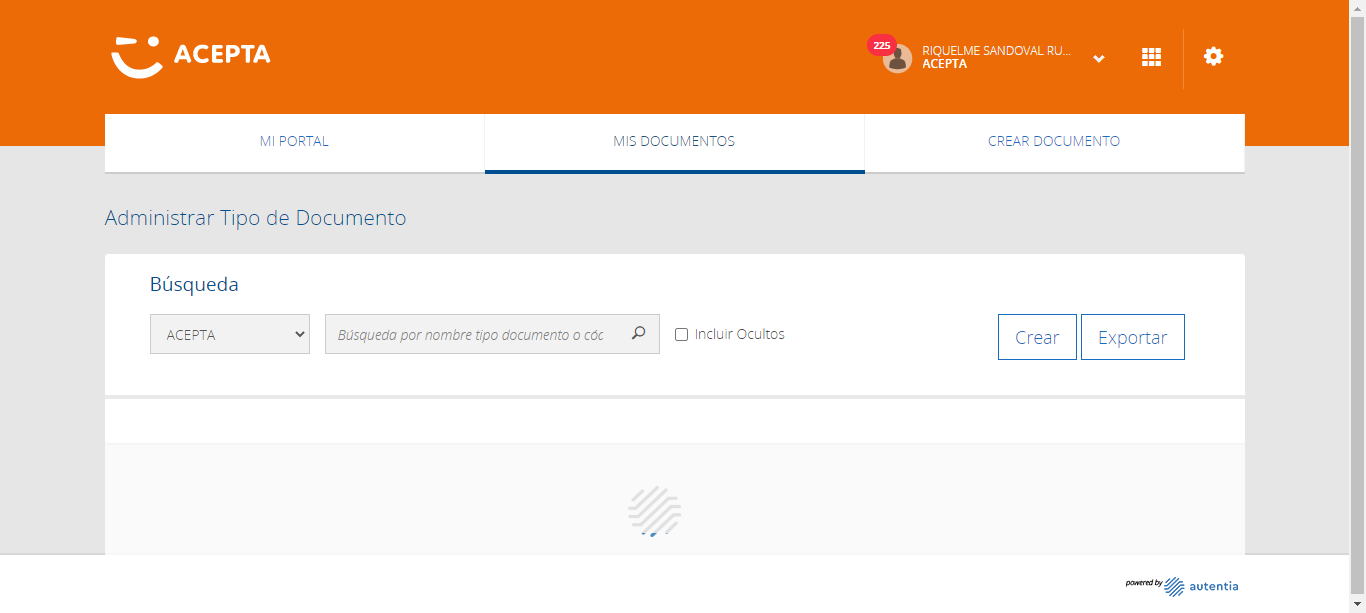 ACEPTA
225
RIQUELME SANDOVAL RU...
ACEPTA
MI PORTAL
MIS DOCUMENTOS
CREAR DOCUMENTO
Administrar Tipo de Documento
Búsqueda
ACEPTA
Búsqueda por nombre tipo documento o cóc
Incluir Ocultos
Crear
Exportar
powered by autentia